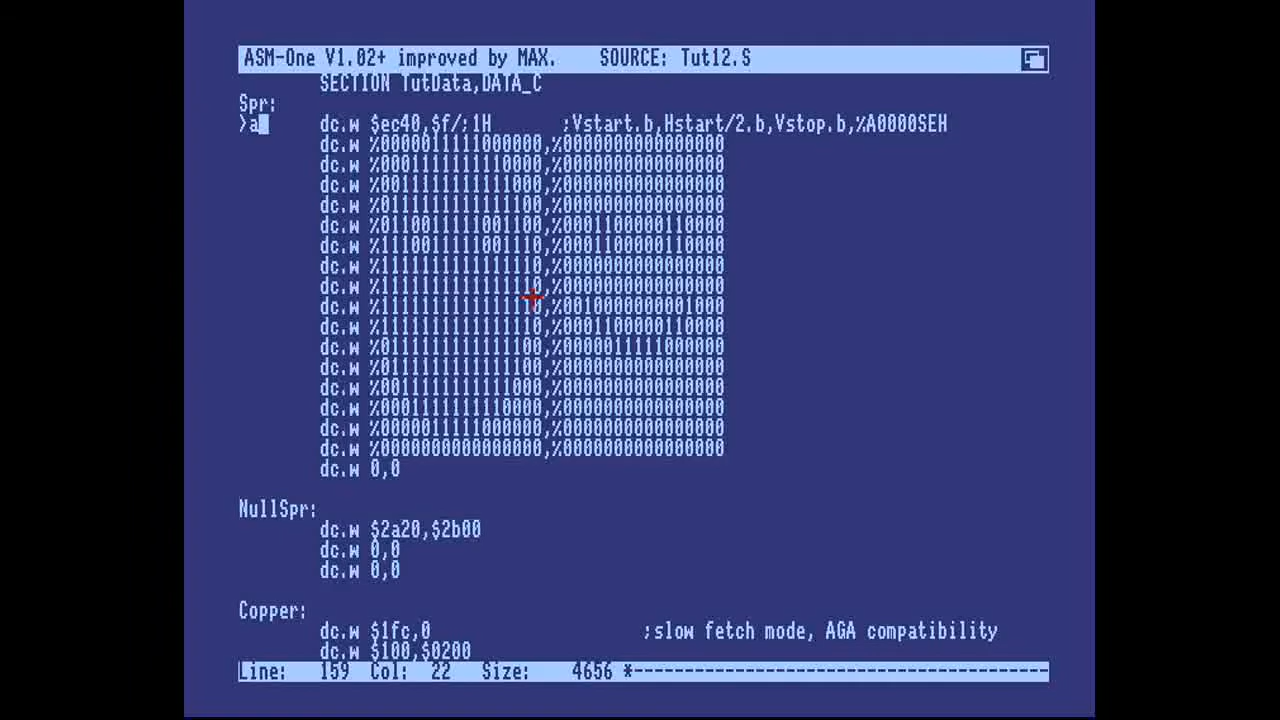 ASM-One V1.02+ improved by MAX. SOURCE: Tut12.S
SECTION TutData,DATA_C
Spr:
>a dc.w $ec40,$f/;1H ;Vstart.b,Hstart/2.b,Vstop.b,%A0000SEH
dc.w %0000011111000000,%0000000000000000
dc.w %0001111111110000,%0000000000000000
dc.w %0011111111111000,%0000000000000000
dc.w %0111111111111100,%0000000000000000
dc.w %0110011111001100,%0001100000110000
dc.w %1110011111001110,%0001100000110000
dc.w %1111111111111110,%0000000000000000
dc.w %1111111111111110,%0000000000000000
dc.w %1111111111111110,%0010000000001000
dc.w %1111111111111110,%0001100000110000
dc.w %0111111111111100,%0000011111000000
dc.w %0111111111111100,%0000000000000000
dc.w %0011111111111000,%0000000000000000
dc.w %0001111111110000,%0000000000000000
dc.w %0000011111000000,%0000000000000000
dc.w %0000000000000000,%0000000000000000
dc.w 0,0
NullSpr:
dc.w $2a20,$2b00
dc.w 0,0
dc.w 0,0
Copper:
dc.w $1fc,0 ;slow fetch mode, AGA compatibility
dc.w $100,$0200
Line: 159 Col: 22 Size: 4656 *-----------------------------------------